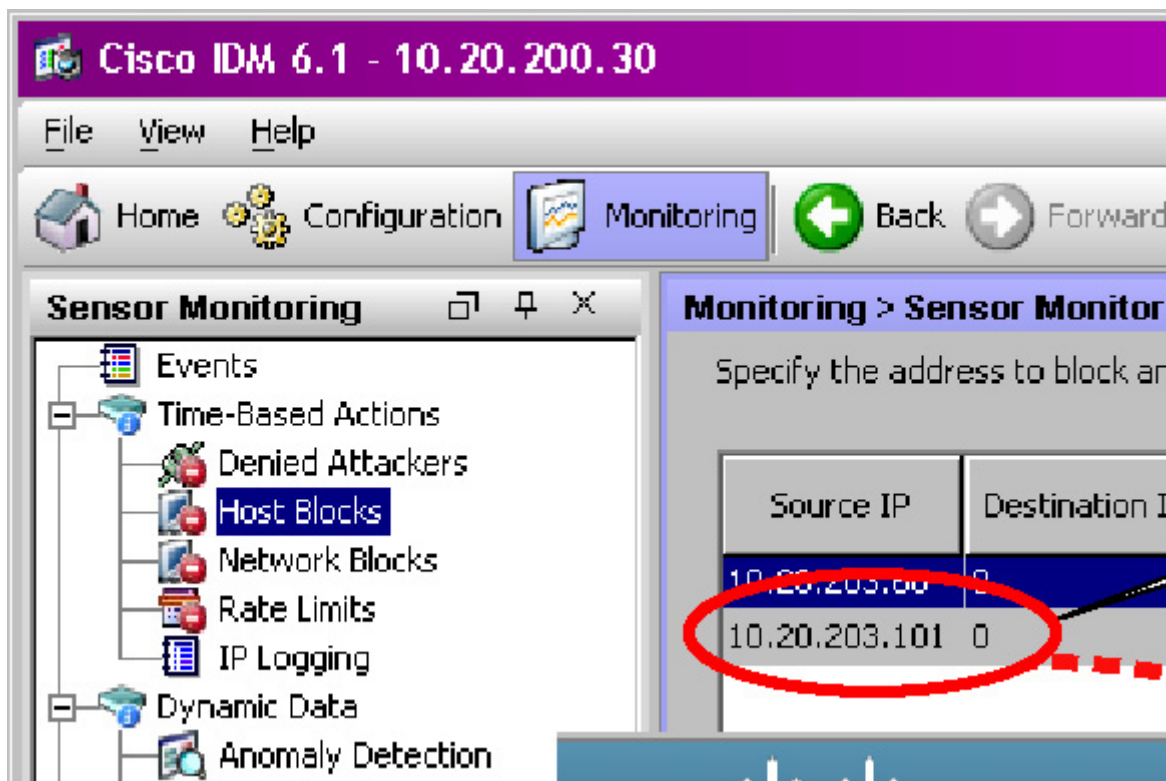 Cisco IDM 6.1 - 10.20.200.30
File View Help
Home Configuration Monitoring Back Forward
Sensor Monitoring
Events
Time-Based Actions
Denied Attackers
Host Blocks
Network Blocks
Rate Limits
IP Logging
Dynamic Data
Anomaly Detection
Monitoring > Sensor Monitor
Specify the address to block
Source IP Destination
10.20.203.101 0